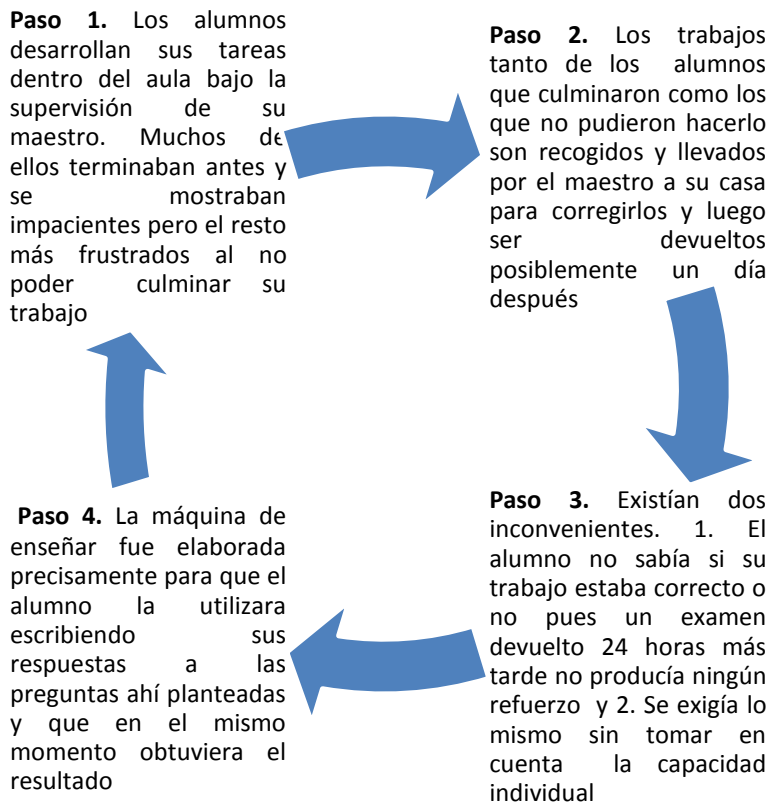 Paso 1. Los alumnos
desarrollan sus tareas
dentro del aula bajo la
supervisión de su
maestro. Muchos de
ellos terminaban antes y
se mostraban
impacientes pero el resto
más frustrados al no
poder culminar su
trabajo
Paso 2. Los trabajos
tanto de los alumnos
que culminaron como los
que no pudieron hacerlo
son recogidos y llevados
por el maestro a su casa
para corregirlos y luego
ser devueltos
posiblemente un día
después
Paso 3. Existían dos
inconvenientes. 1. El
alumno no sabía si su
trabajo estaba correcto o
no pues un examen
devuelto 24 horas más
tarde no producía ningún
refuerzo y 2. Se exigía lo
mismo sin tomar en
cuenta la capacidad
individual
Paso 4. La máquina de
enseñar fue elaborada
precisamente para que el
alumno la utilizara
escribiendo sus
respuestas a las
preguntas ahí planteadas
y que en el mismo
momento obtuviera el
resultado